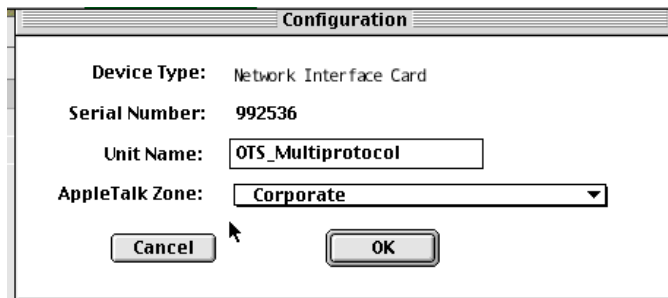 Configuration
Device Type: Network Interface Card
Serial Number: 992536
Unit Name: OTS_Multiprotocol
AppleTalk Zone: Corporate
Cancel OK